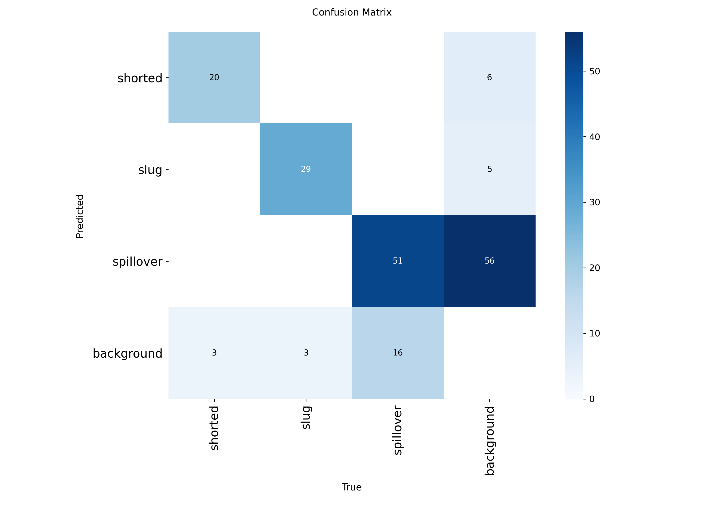 Confusion Matrix
shorted
20
6
slug
29
5
spillover
51
56
background
3
3
16
shorted
slug
spillover
background
Predicted
True
50
40
30
20
10
0